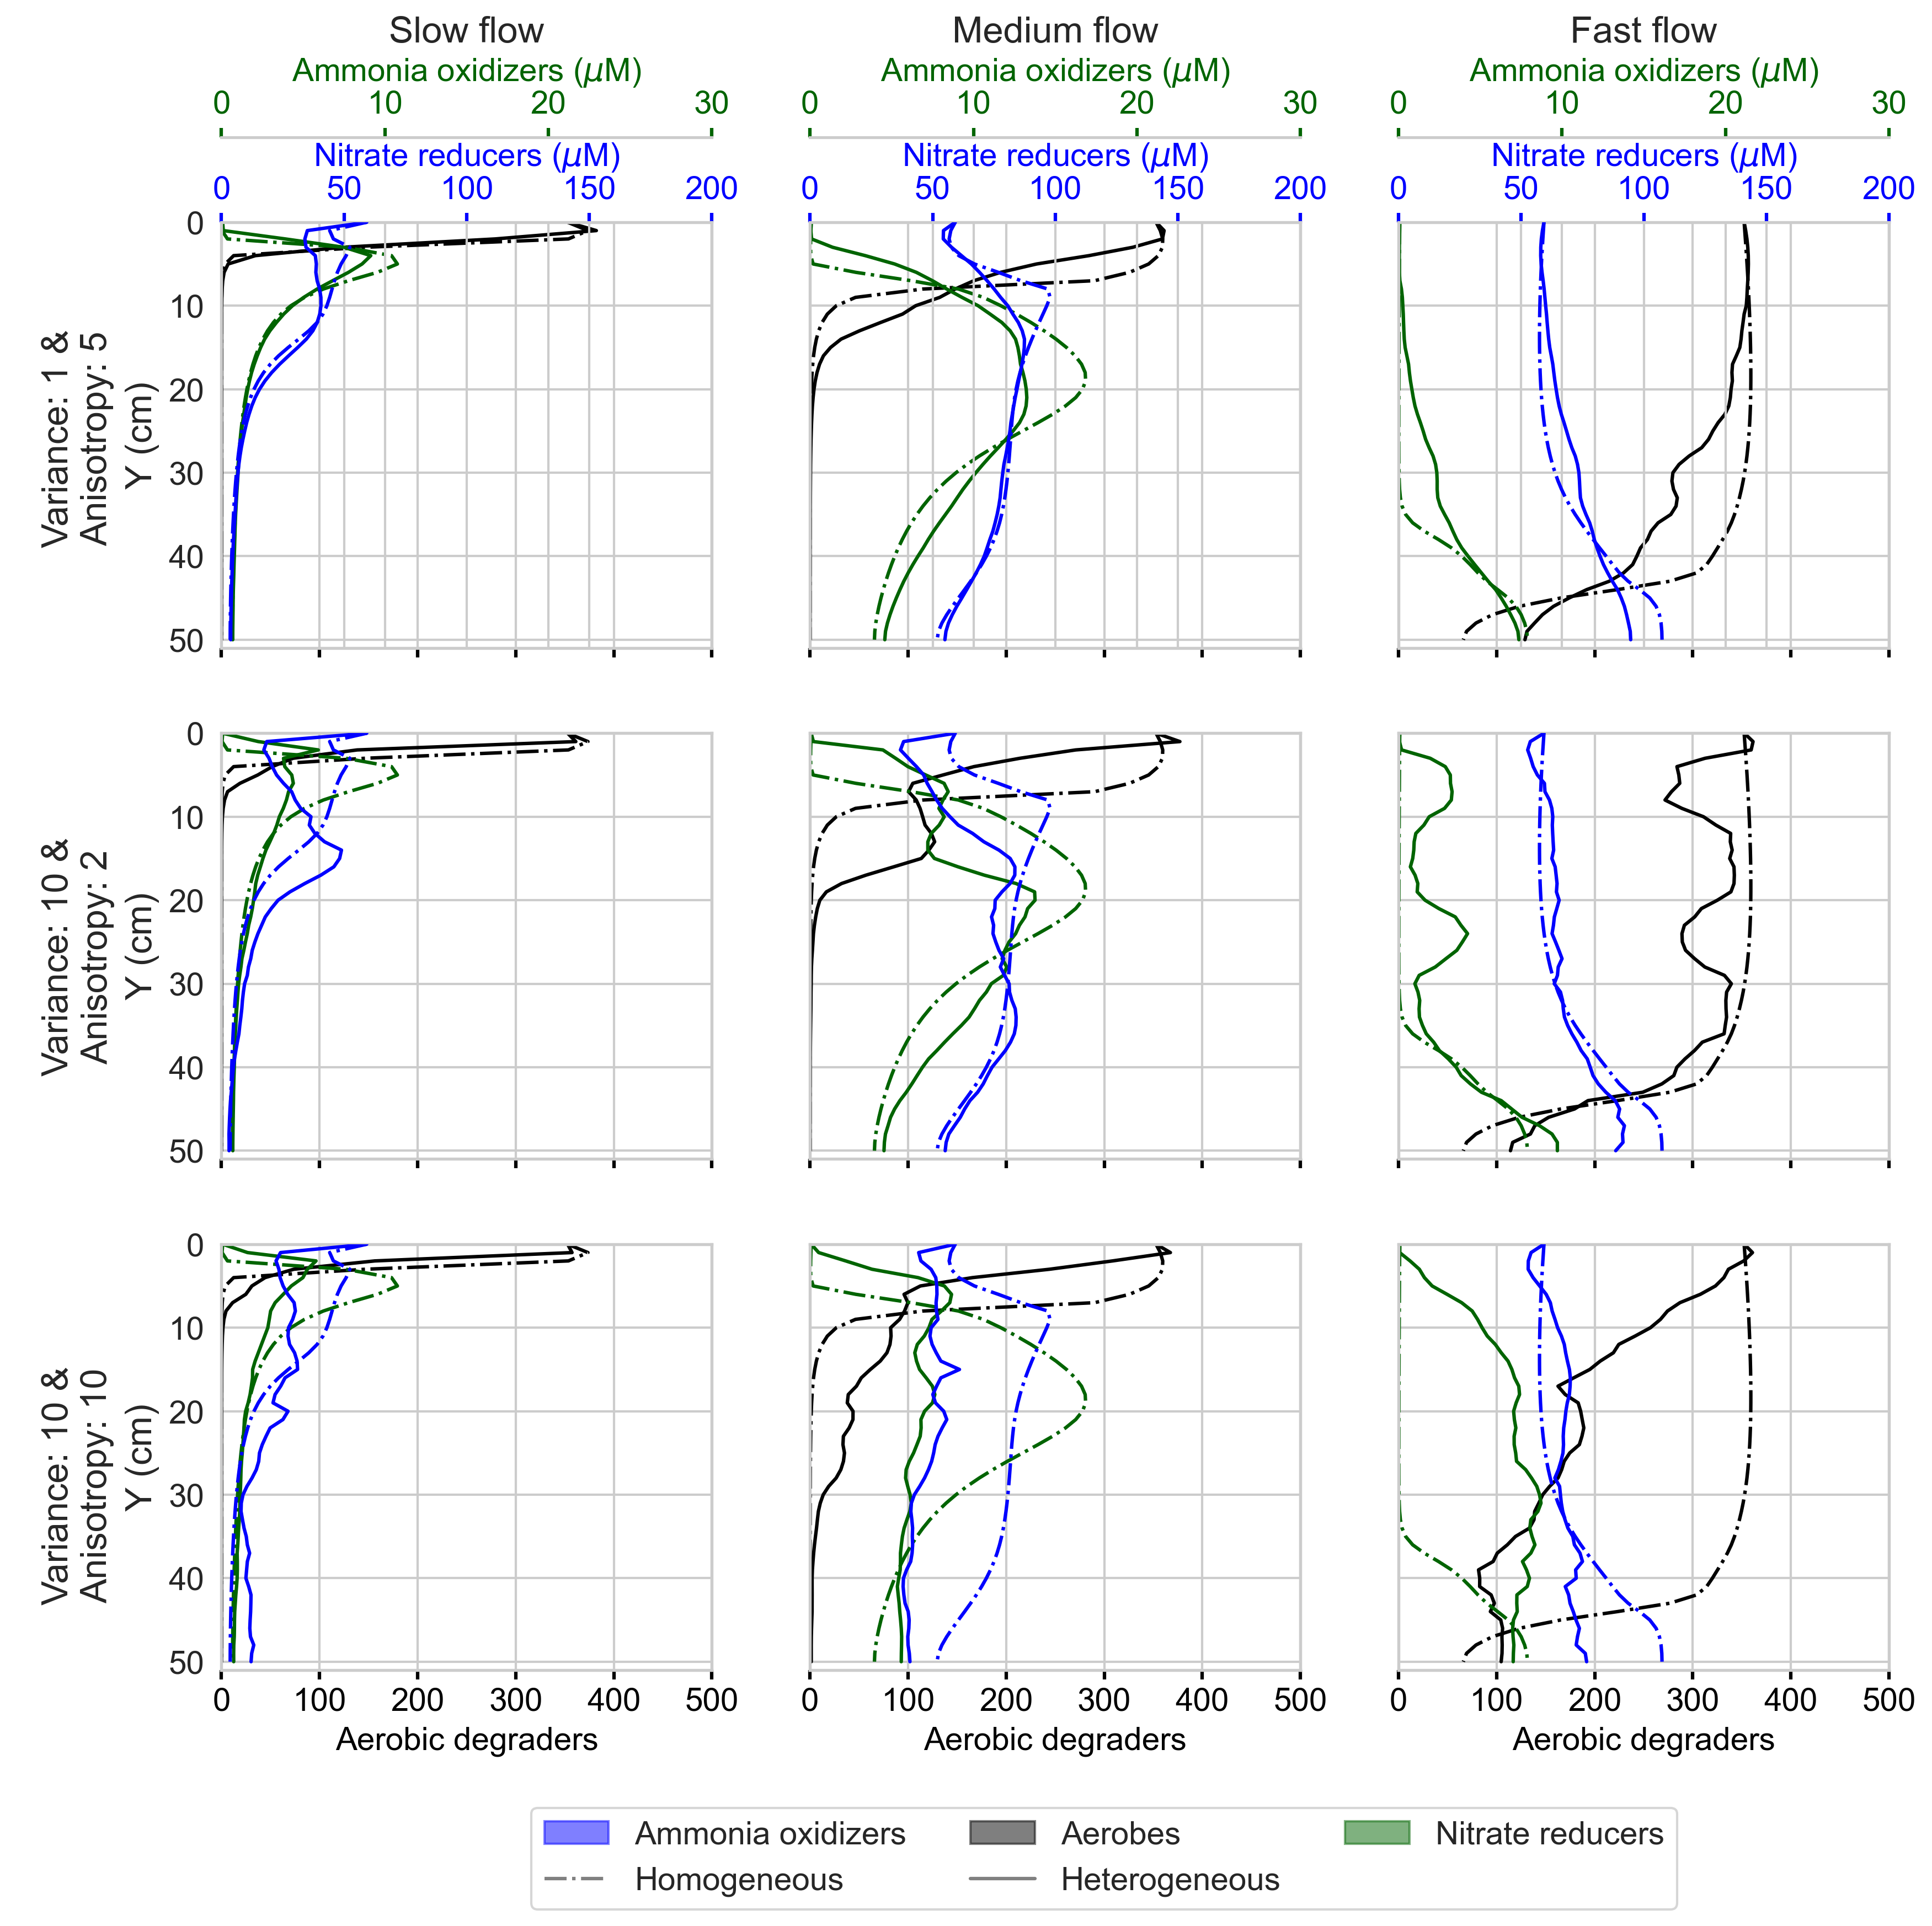 Slow flow Medium flow Fast flow
Ammonia oxidizers (μM) Ammonia oxidizers (μM) Ammonia oxidizers (μM)
0 10 20 30 0 10 20 30 0 10 20 30
Nitrate reducers (μM) Nitrate reducers (μM) Nitrate reducers (μM)
0 50 100 150 200 0 50 100 150 200 0 50 100 150 200
Variance: 1 &
Anisotropy: 5
Y (cm)
0
10
20
30
40
50
Variance: 10 &
Anisotropy: 2
Y (cm)
0
10
20
30
40
50
Variance: 10 &
Anisotropy: 10
Y (cm)
0
10
20
30
40
50
0 100 200 300 400 500 0 100 200 300 400 500 0 100 200 300 400 500
Aerobic degraders Aerobic degraders Aerobic degraders
Ammonia oxidizers Aerobes Nitrate reducers
Homogeneous Heterogeneous